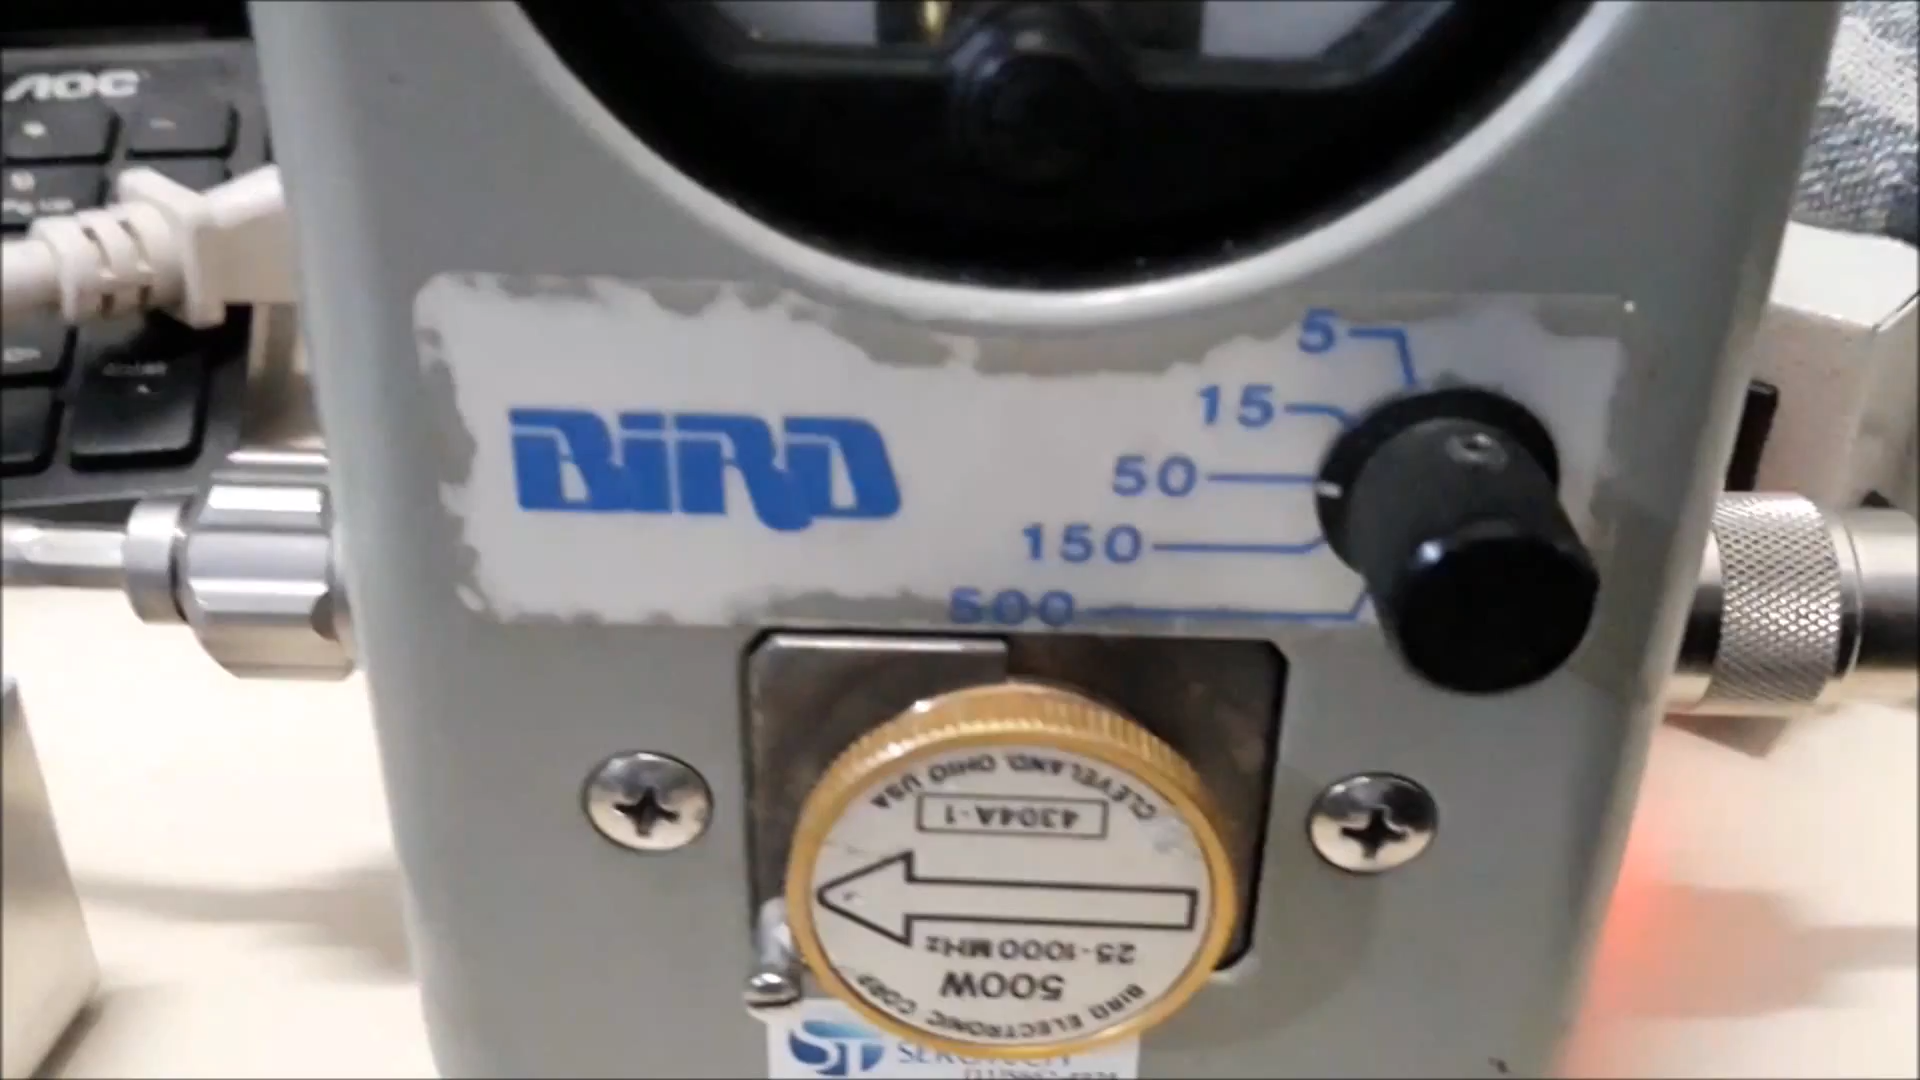 AOC
5
15
BIRD
50
150
500
CLEVELAND, OHIO USA
4304A-1
25-1000 MHz
500W
BIRD ELECTRONIC CORP.
ST